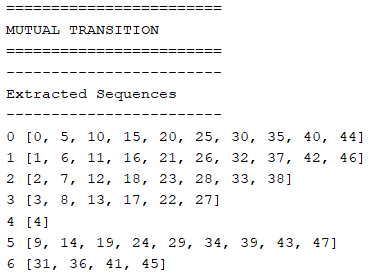 ========================
MUTUAL TRANSITION
========================
------------------------
Extracted Sequences
------------------------
0 [0, 5, 10, 15, 20, 25, 30, 35, 40, 44]
1 [1, 6, 11, 16, 21, 26, 32, 37, 42, 46]
2 [2, 7, 12, 18, 23, 28, 33, 38]
3 [3, 8, 13, 17, 22, 27]
4 [4]
5 [9, 14, 19, 24, 29, 34, 39, 43, 47]
6 [31, 36, 41, 45]